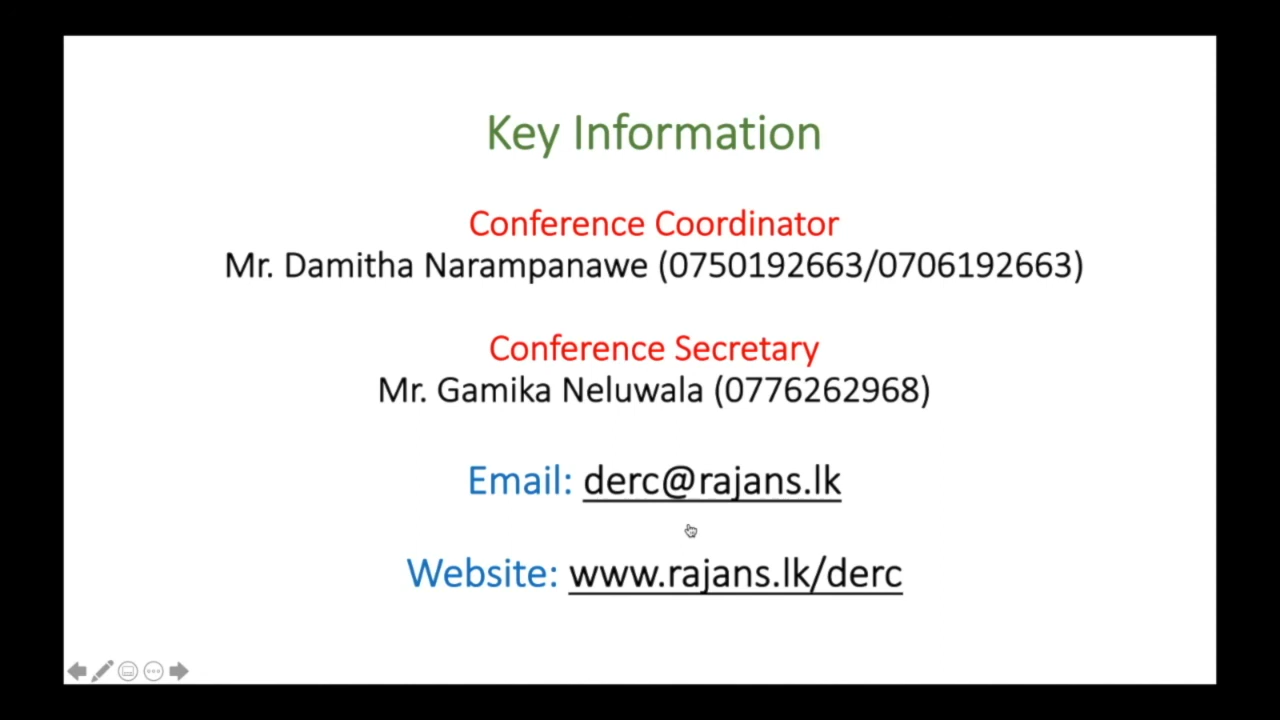 Key Information
Conference Coordinator
Mr. Damitha Narampanawe (0750192663/0706192663)
Conference Secretary
Mr. Gamika Neluwala (0776262968)
Email: derc@rajans.lk
Website: www.rajans.lk/derc